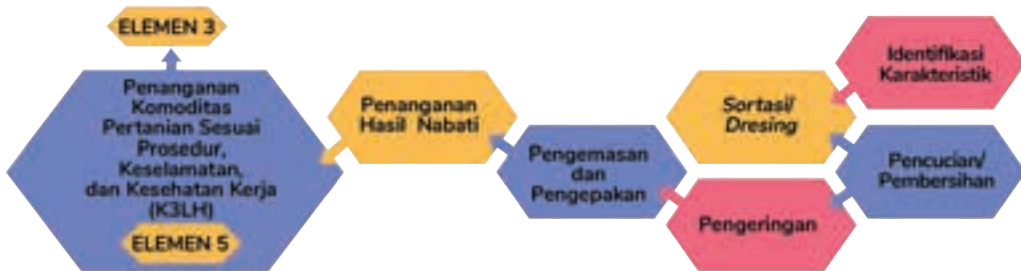 ELEMEN 3
Penanganan
Komoditas
Pertanian Sesuai
Prosedur,
Keselamatan,
dan Kesehatan Kerja
(K3LH)
ELEMEN 5
Penanganan
Hasil Nabati
Pengemasan
dan
Pengepakan
Sortasi/
Dresing
Pengeringan
Identifikasi
Karakteristik
Pencucian/
Pembersihan